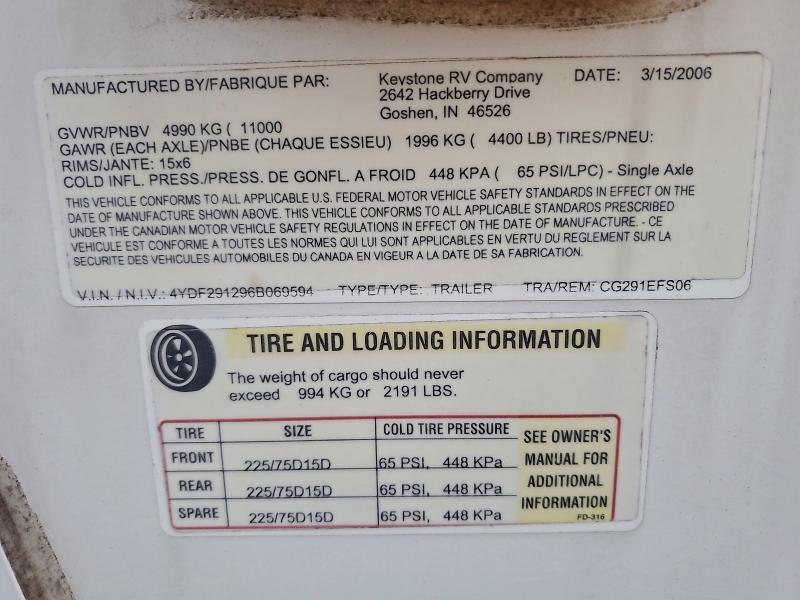 MANUFACTURED BY/FABRIQUE PAR: Keystone RV Company DATE: 3/15/2006
2642 Hackberry Drive
Goshen, IN 46526
GVWR/PNBV 4990 KG ( 11000
GAWR (EACH AXLE)/PNBE (CHAQUE ESSIEU) 1996 KG ( 4400 LB) TIRES/PNEU:
RIMS/JANTE: 15x6
COLD INFL. PRESS./PRESS. DE GONFL. A FROID 448 KPA ( 65 PSI/LPC) - Single Axle
THIS VEHICLE CONFORMS TO ALL APPLICABLE U.S. FEDERAL MOTOR VEHICLE SAFETY STANDARDS IN EFFECT ON THE
DATE OF MANUFACTURE SHOWN ABOVE. THIS VEHICLE CONFORMS TO ALL APPLICABLE STANDARDS PRESCRIBED
UNDER THE CANADIAN MOTOR VEHICLE SAFETY REGULATIONS IN EFFECT ON THE DATE OF MANUFACTURE. - CE
VEHICULE EST CONFORME A TOUTES LES NORMES QUI LUI SONT APPLICABLES EN VERTU DU REGLEMENT SUR LA
SECURITE DES VEHICULES AUTOMOBILES DU CANADA EN VIGEUR A LA DATE DE SA FABRICATION.
V.I.N. / N.I.V.: 4YDF291296B069594 TYPE/TYPE: TRAILER TRA/REM: CG291EFS06
TIRE AND LOADING INFORMATION
The weight of cargo should never
exceed 994 KG or 2191 LBS.
TIRE SIZE COLD TIRE PRESSURE
FRONT 225/75D15D 65 PSI, 448 KPa
REAR 225/75D15D 65 PSI, 448 KPa
SPARE 225/75D15D 65 PSI, 448 KPa
SEE OWNER'S
MANUAL FOR
ADDITIONAL
INFORMATION
FD-316